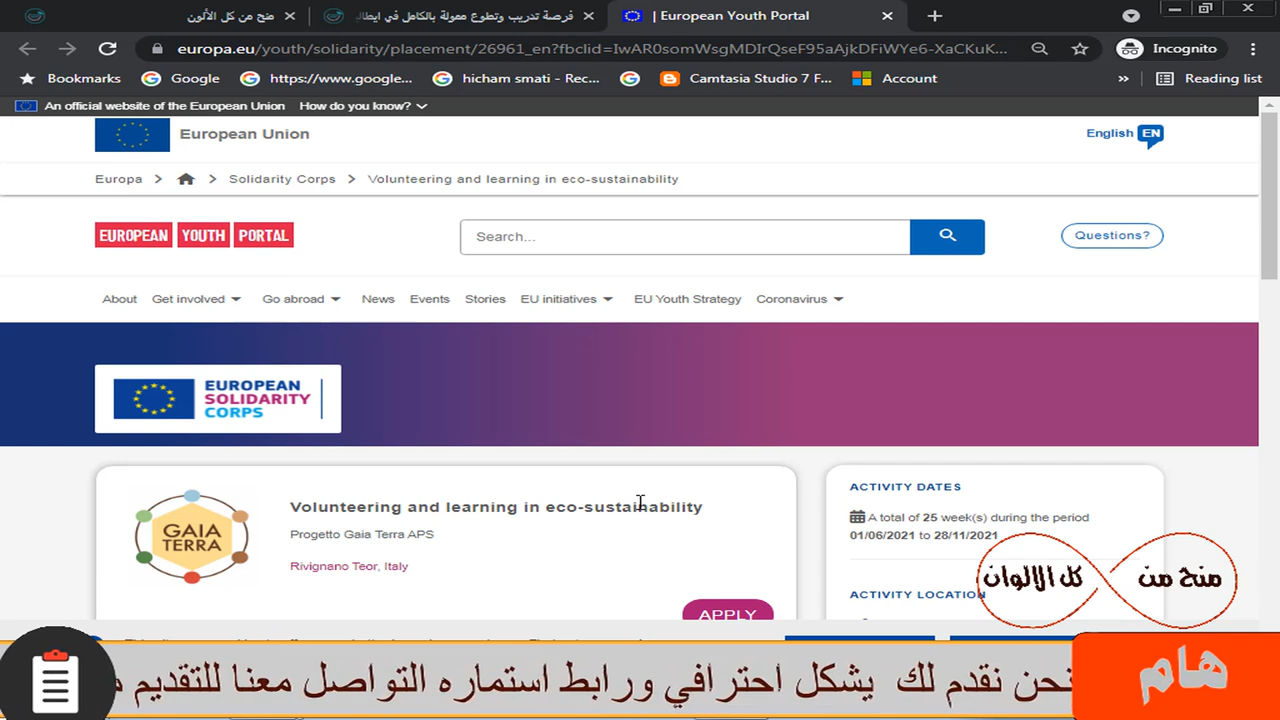 منح من كل الألوان
فرصة تدريب وتطوع ممولة بالكامل في ايطاليا
| European Youth Portal
europa.eu/youth/solidarity/placement/26961_en?fbclid=IwAR0somWsgMDIrQseF95aAjkDFiWYe6-XaCKuK...
Incognito
Bookmarks
Google
https://www.google...
hicham smati - Rec...
Camtasia Studio 7 F...
Account
»
Reading list
An official website of the European Union How do you know?
European Union
English EN
Europa > > Solidarity Corps > Volunteering and learning in eco-sustainability
EUROPEAN YOUTH PORTAL
Search...
Questions?
About Get involved Go abroad News Events Stories EU initiatives EU Youth Strategy Coronavirus
EUROPEAN
SOLIDARITY
CORPS
GAIA
TERRA
Volunteering and learning in eco-sustainability
Progetto Gaia Terra APS
Rivignano Teor, Italy
APPLY
ACTIVITY DATES
A total of 25 week(s) during the period
01/06/2021 to 28/11/2021
ACTIVITY LOCATION
منح من كل الالوان
هام
نحن نقدم لك يشكل احترافي ورابط استماره التواصل معنا للتقديم